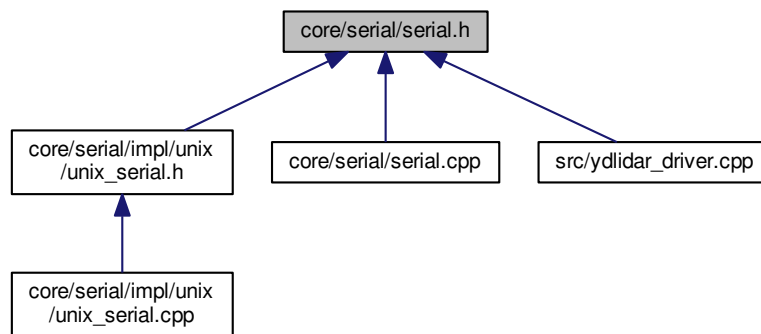 core/serial/serial.h
core/serial/impl/unix
/unix_serial.h
core/serial/serial.cpp
src/ydlidar_driver.cpp
core/serial/impl/unix
/unix_serial.cpp